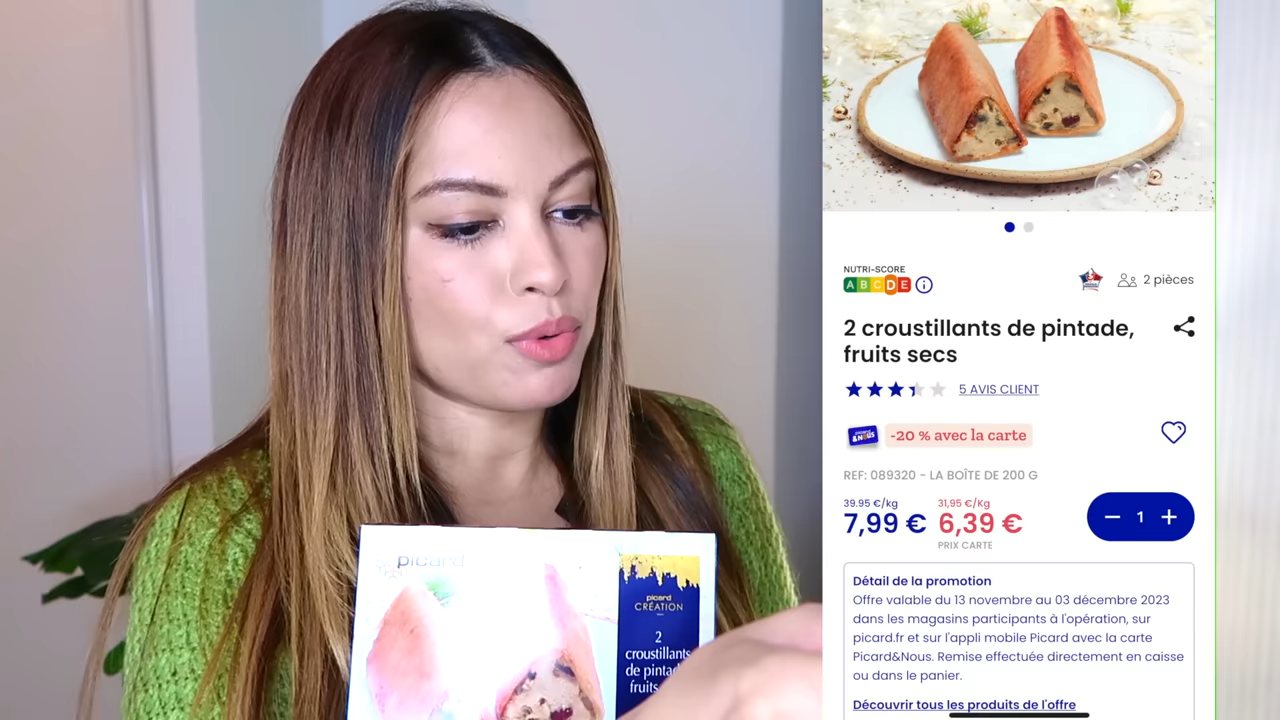 picard
picard
CRÉATION
2
croustillants
de pintad
fruits
NUTRI-SCORE
A B C D E
2 pièces
2 croustillants de pintade,
fruits secs
5 AVIS CLIENT
-20 % avec la carte
REF: 089320 - LA BOÎTE DE 200 G
39.95 €/kg 31,95 €/Kg
7,99 € 6,39 €
PRIX CARTE
1
Détail de la promotion
Offre valable du 13 novembre au 03 décembre 2023
dans les magasins participants à l'opération, sur
picard.fr et sur l'appli mobile Picard avec la carte
Picard&Nous. Remise effectuée directement en caisse
ou dans le panier.
Découvrir tous les produits de l'offre